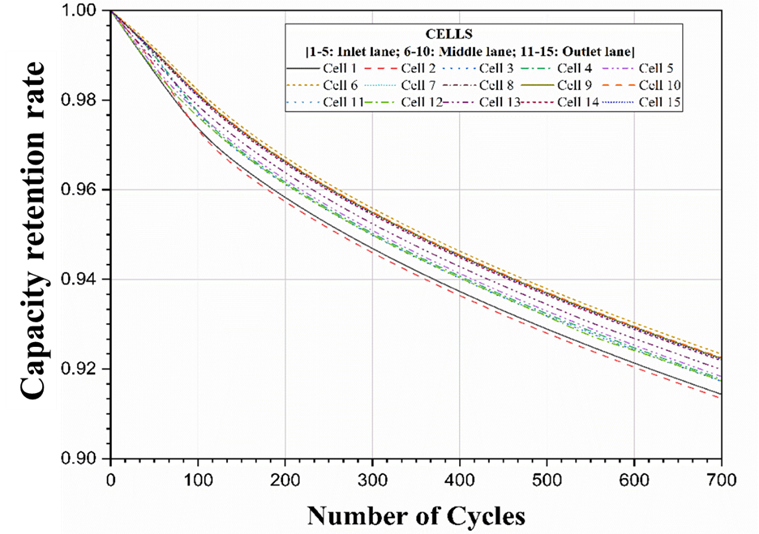 1.00
0.98
0.96
0.94
0.92
0.90
Capacity retention rate
CELLS
|1-5: Inlet lane; 6-10: Middle lane; 11-15: Outlet lane|
Cell 1 Cell 2 Cell 3 Cell 4 Cell 5
Cell 6 Cell 7 Cell 8 Cell 9 Cell 10
Cell 11 Cell 12 Cell 13 Cell 14 Cell 15
0 100 200 300 400 500 600 700
Number of Cycles